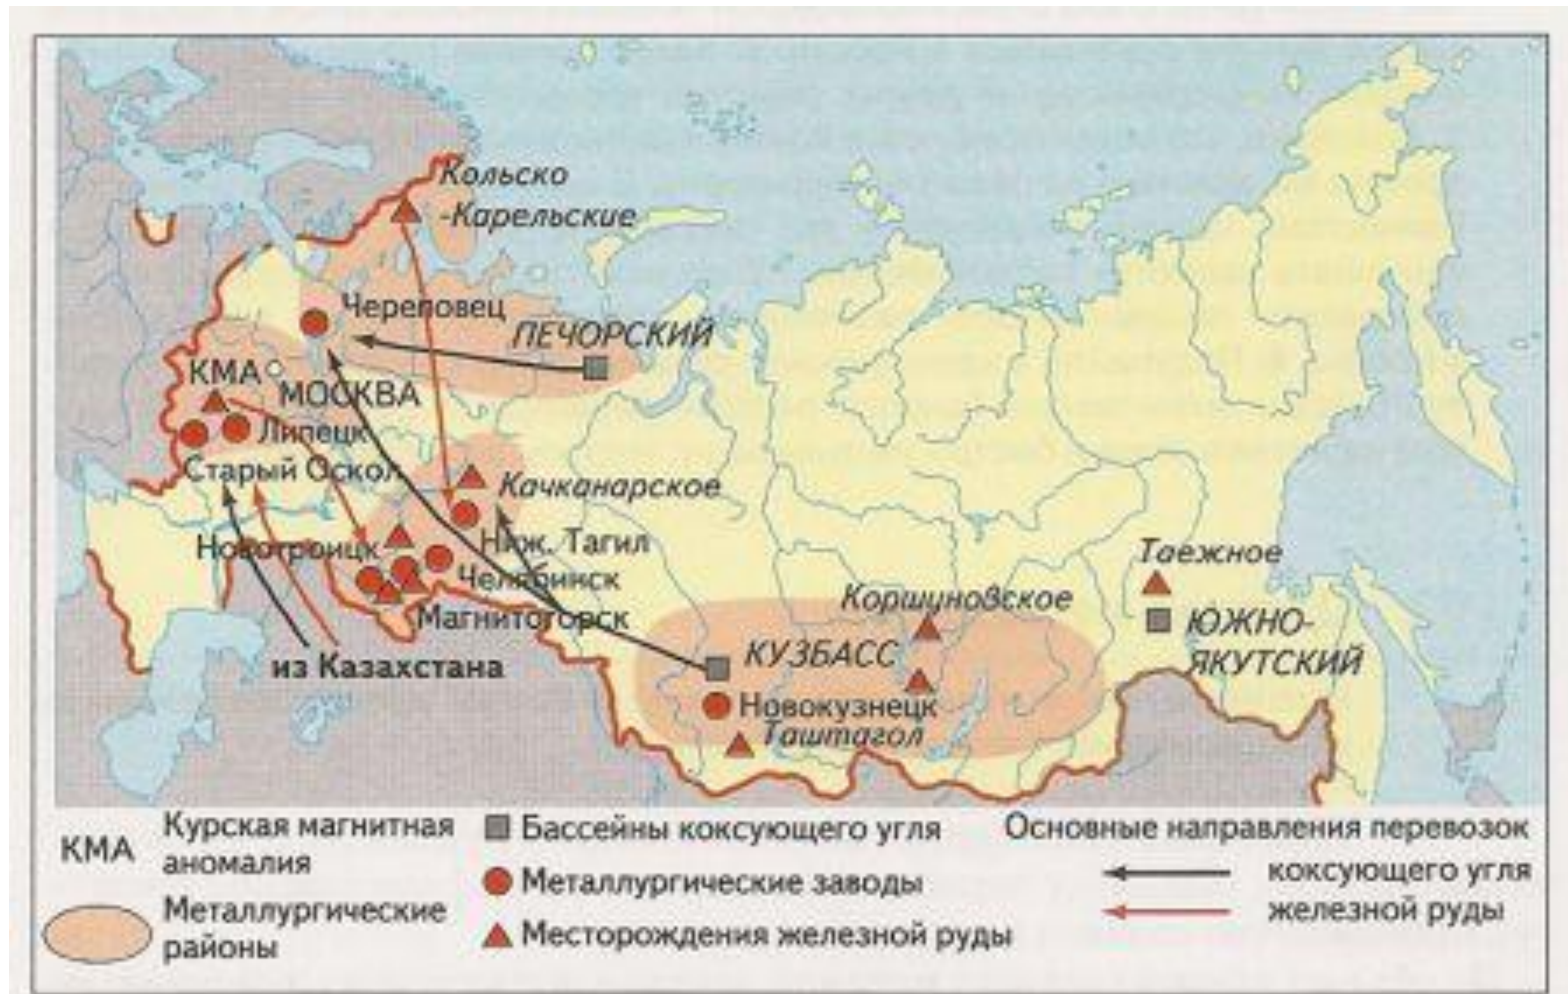 Кольско
-Карельские
Череповец
ПЕЧОРСКИЙ
КМА
МОСКВА
Липецк
Старый Оскол
Качканарское
Новотроицк
Ниж. Тагил
Челябинск
Магнитогорск
из Казахстана
Таежное
Коршуновское
ЮЖНО-
ЯКУТСКИЙ
КУЗБАСС
Новокузнецк
Таштагол
КМА
Курская магнитная
аномалия
Металлургические
районы
Бассейны коксующего угля
Металлургические заводы
Месторождения железной руды
Основные направления перевозок
коксующего угля
железной руды